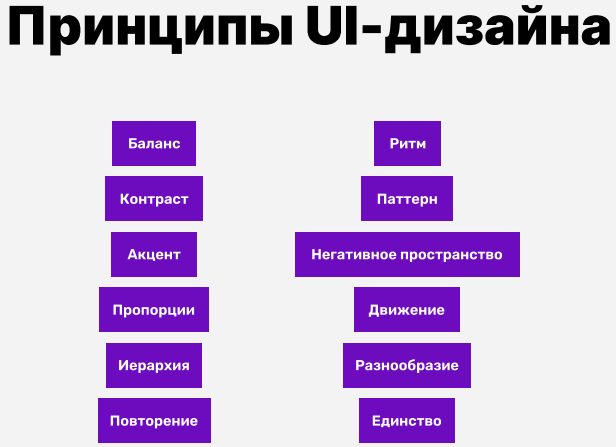 Принципы UI-дизайна
Баланс
Контраст
Акцент
Пропорции
Иерархия
Повторение
Ритм
Паттерн
Негативное пространство
Движение
Разнообразие
Единство